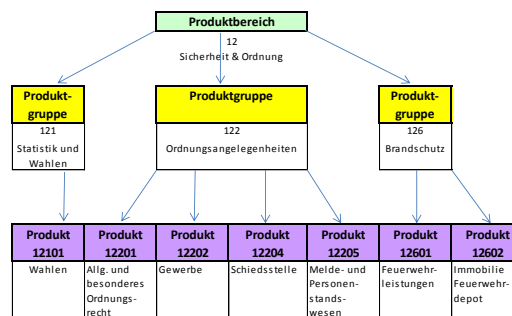 Produktbereich
12
Sicherheit & Ordnung
Produkt-
gruppe
121
Statistik und
Wahlen
Produktgruppe
122
Ordnungsangelegenheiten
Produkt-
gruppe
126
Brandschutz
Produkt
12101
Wahlen
Produkt
12201
Allg. und
besonderes
Ordnungs-
recht
Produkt
12202
Gewerbe
Produkt
12204
Schiedsstelle
Produkt
12205
Melde- und
Personen-
stands-
wesen
Produkt
12601
Feuerwehr-
leistungen
Produkt
12602
Immobilie
Feuerwehr-
depot